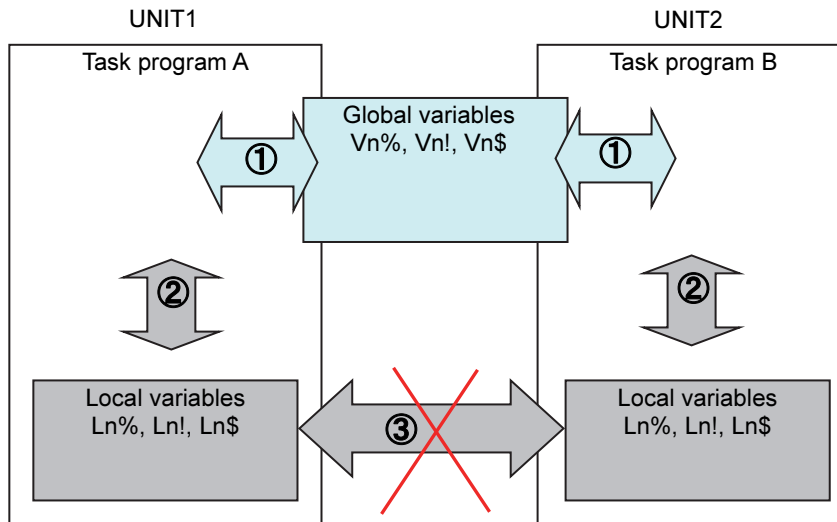 UNIT1
UNIT2
Task program A
Task program B
Global variables
Vn%, Vn!, Vn$
①
①
②
②
Local variables
Ln%, Ln!, Ln$
③
Local variables
Ln%, Ln!, Ln$